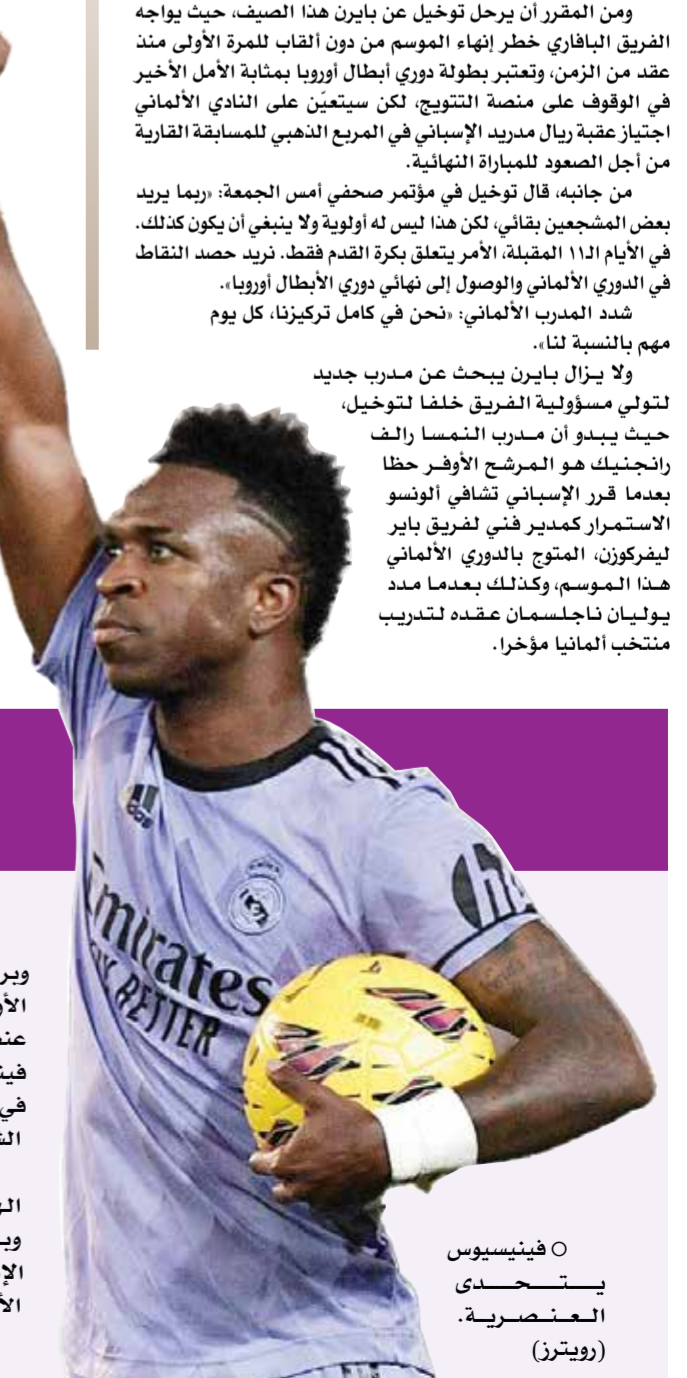 ومن المقرر أن يرحل توخيل عن بايرن هذا الصيف، حيث يواجه
الفريق البافاري خطر إنهاء الموسم من دون ألقاب للمرة الأولى منذ
عقد من الزمن، وتعتبر بطولة دوري أبطال أوروبا بمثابة الأمل الأخير
في الوقوف على منصة التتويج، لكن سيتعيّن على النادي الألماني
اجتياز عقبة ريال مدريد الإسباني في المربع الذهبي للمسابقة القارية
من أجل الصعود للمباراة النهائية.
من جانبه، قال توخيل في مؤتمر صحفي أمس الجمعة: «ربما يريد
بعض المشجعين بقائي، لكن هذا ليس له أولوية ولا ينبغي أن يكون كذلك.
في الأيام الـ١١ المقبلة، الأمر يتعلق بكرة القدم فقط. نريد حصد النقاط
في الدوري الألماني والوصول إلى نهائي دوري الأبطال أوروبا».
شدد المدرب الألماني: «نحن في كامل تركيزنا، كل يوم
مهم بالنسبة لنا».
ولا يزال بايرن يبحث عن مدرب جديد
لتولي مسؤولية الفريق خلفا لتوخيل،
حيث يبدو أن مدرب النمسا رالف
رانجنيك هو المرشح الأوفر حظا
بعدما قرر الإسباني تشافي ألونسو
الاستمرار كمدير فني لفريق باير
ليفركوزن، المتوج بالدوري الألماني
هذا الموسم، وكذلك بعدما مدد
يوليان ناجلسمان عقده لتدريب
منتخب ألمانيا مؤخرا.
Emirates
FLY BETTER
وبر
في
○ فينيسيوس
يــتــحــدى
الـعـنـصـريـة.
(رويترز)